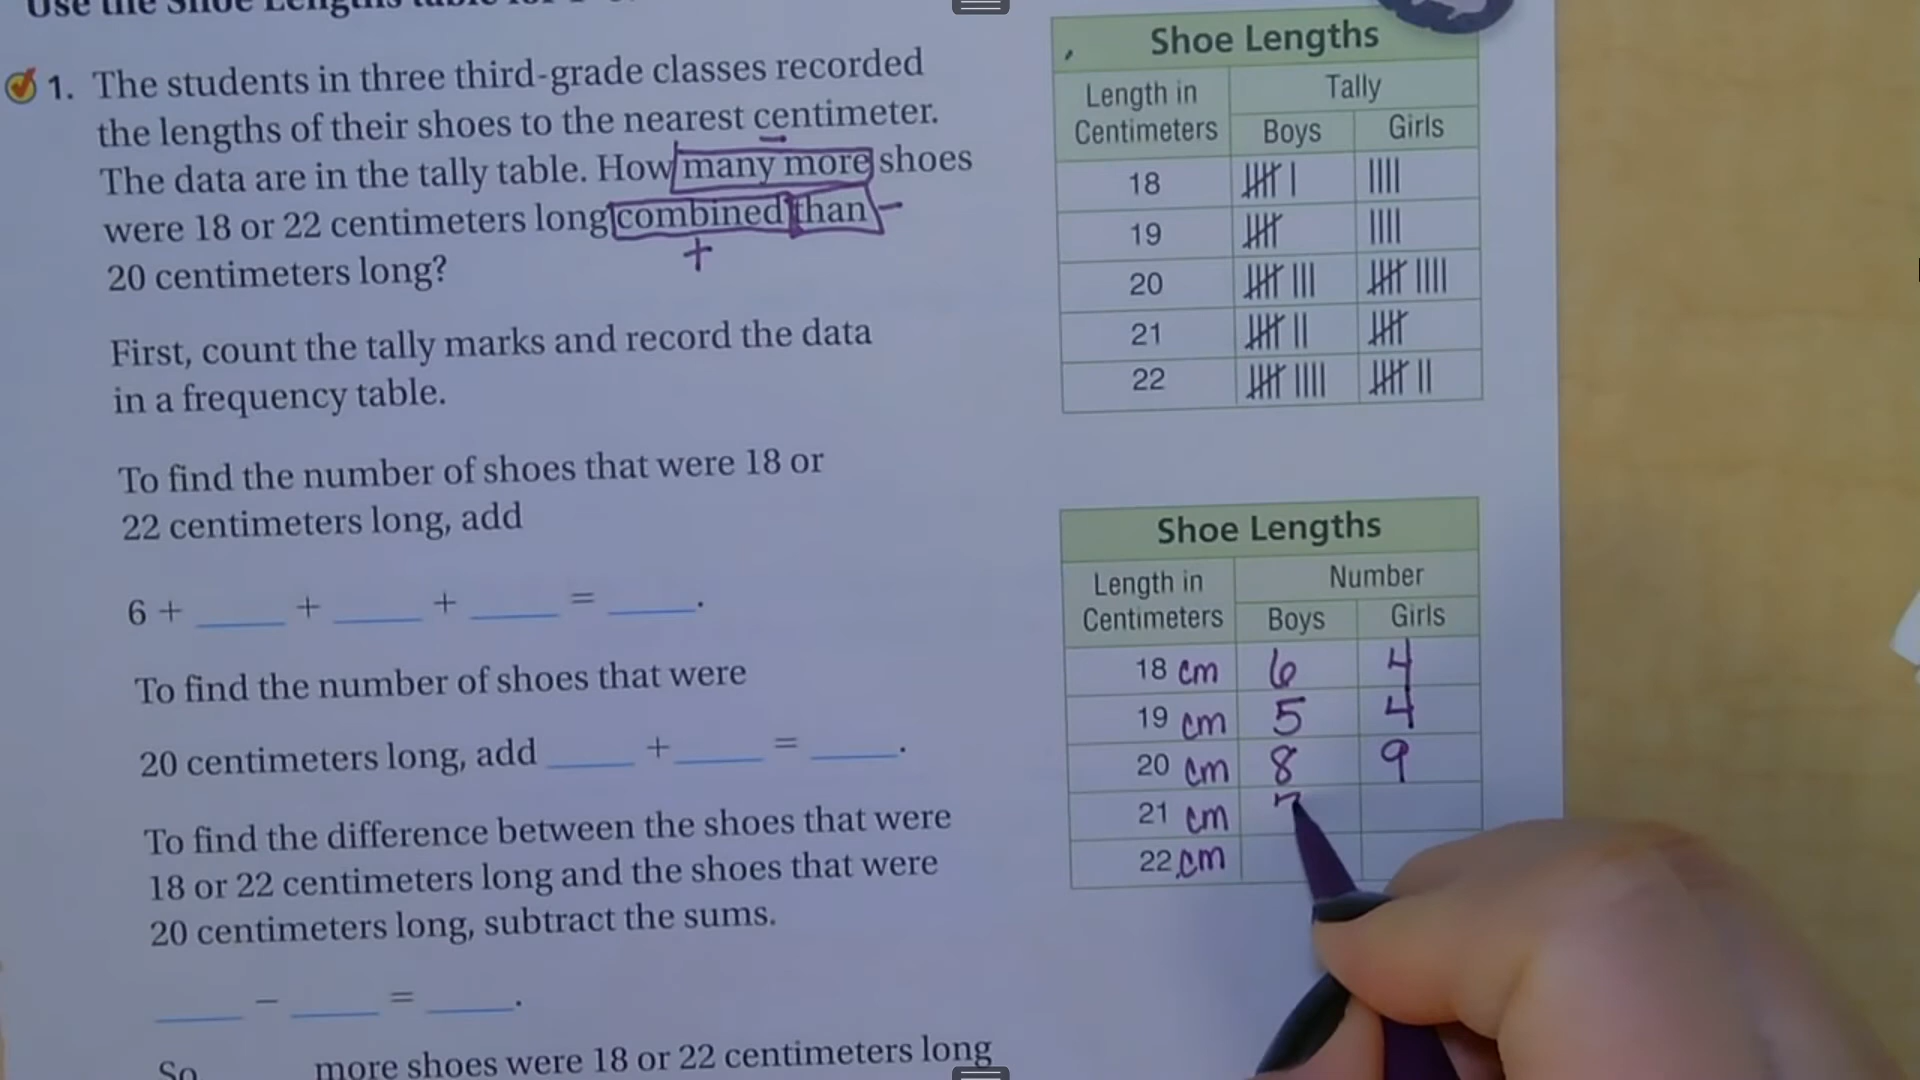 Use the Shoe Lengths table for
1. The students in three third-grade classes recorded
the lengths of their shoes to the nearest centimeter.
The data are in the tally table. How many more shoes
were 18 or 22 centimeters long combined than −
+
20 centimeters long?
First, count the tally marks and record the data
in a frequency table.
To find the number of shoes that were 18 or
22 centimeters long, add
6 + ____ + ____ + ____ = ____.
To find the number of shoes that were
20 centimeters long, add ____ + ____ = ____.
To find the difference between the shoes that were
18 or 22 centimeters long and the shoes that were
20 centimeters long, subtract the sums.
____ − ____ = ____.
So ____ more shoes were 18 or 22 centimeters long
Shoe Lengths
Length in Centimeters
Tally
Boys Girls
18
19
20
21
22
Shoe Lengths
Length in Centimeters
Number
Boys Girls
18 cm 6 4
19 cm 5 4
20 cm 8 9
21 cm 7
22 cm